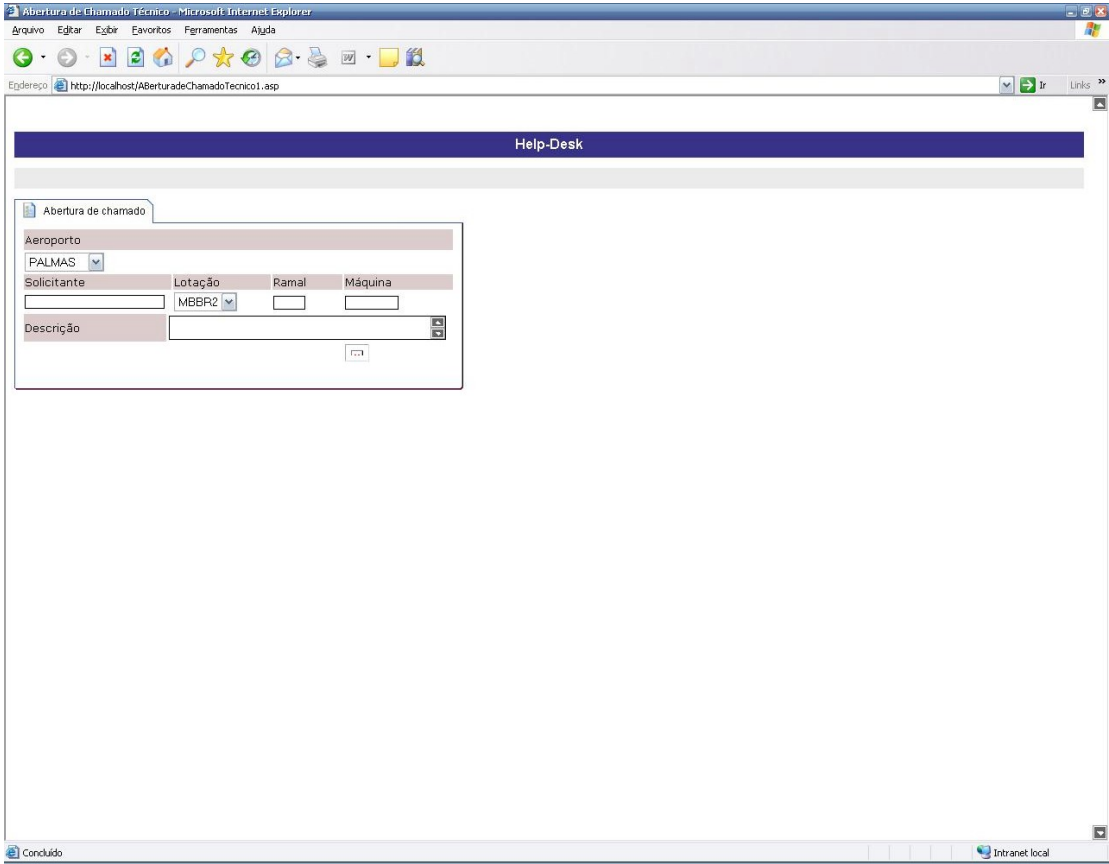 Abertura de Chamado Técnico - Microsoft Internet Explorer
Arquivo Editar Exibir Favoritos Ferramentas Ajuda
Endereço http://localhost/ABerturadeChamadoTecnico1.asp Ir Links »
Help-Desk
Abertura de chamado
Aeroporto
PALMAS
Solicitante Lotação Ramal Máquina
MBBR2
Descrição
...
Concluído Intranet local